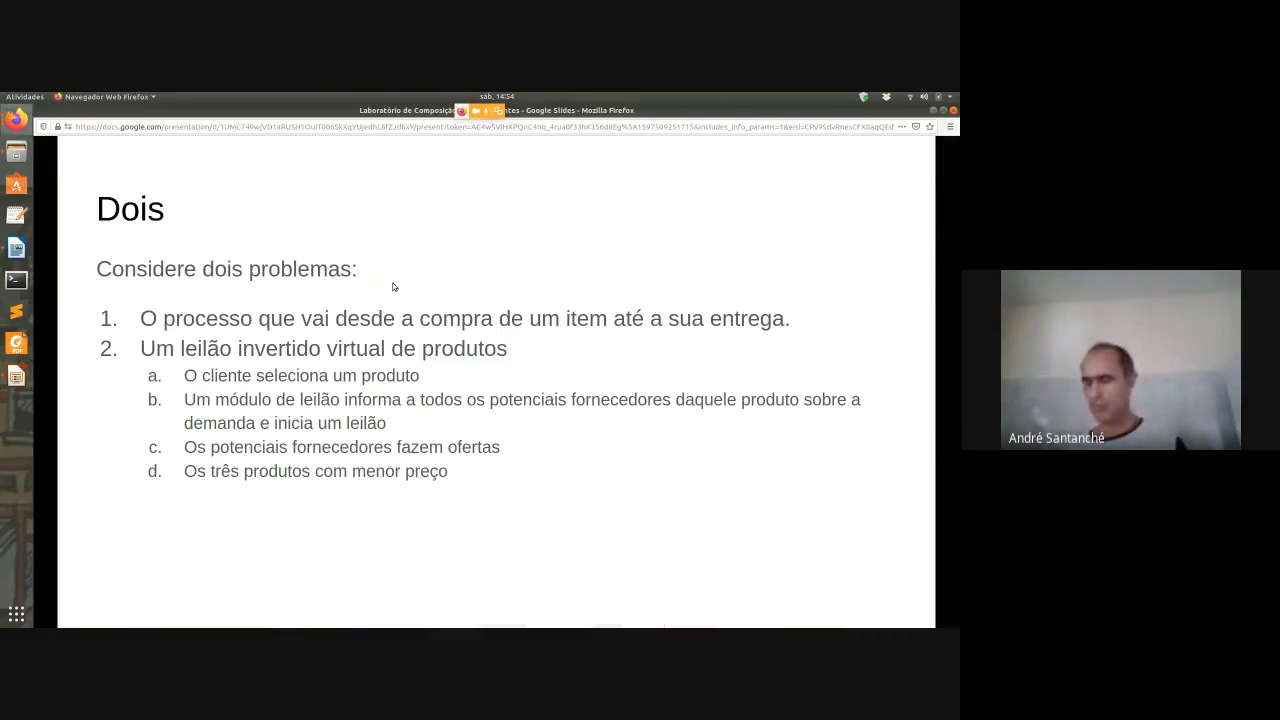 Atividades Navegador Web Firefox sáb, 14:54
Laboratório de Composiçã ntes - Google Slides - Mozilla Firefox
Dois
Considere dois problemas:
1. O processo que vai desde a compra de um item até a sua entrega.
2. Um leilão invertido virtual de produtos
a. O cliente seleciona um produto
b. Um módulo de leilão informa a todos os potenciais fornecedores daquele produto sobre a
demanda e inicia um leilão
c. Os potenciais fornecedores fazem ofertas
d. Os três produtos com menor preço
André Santanchè